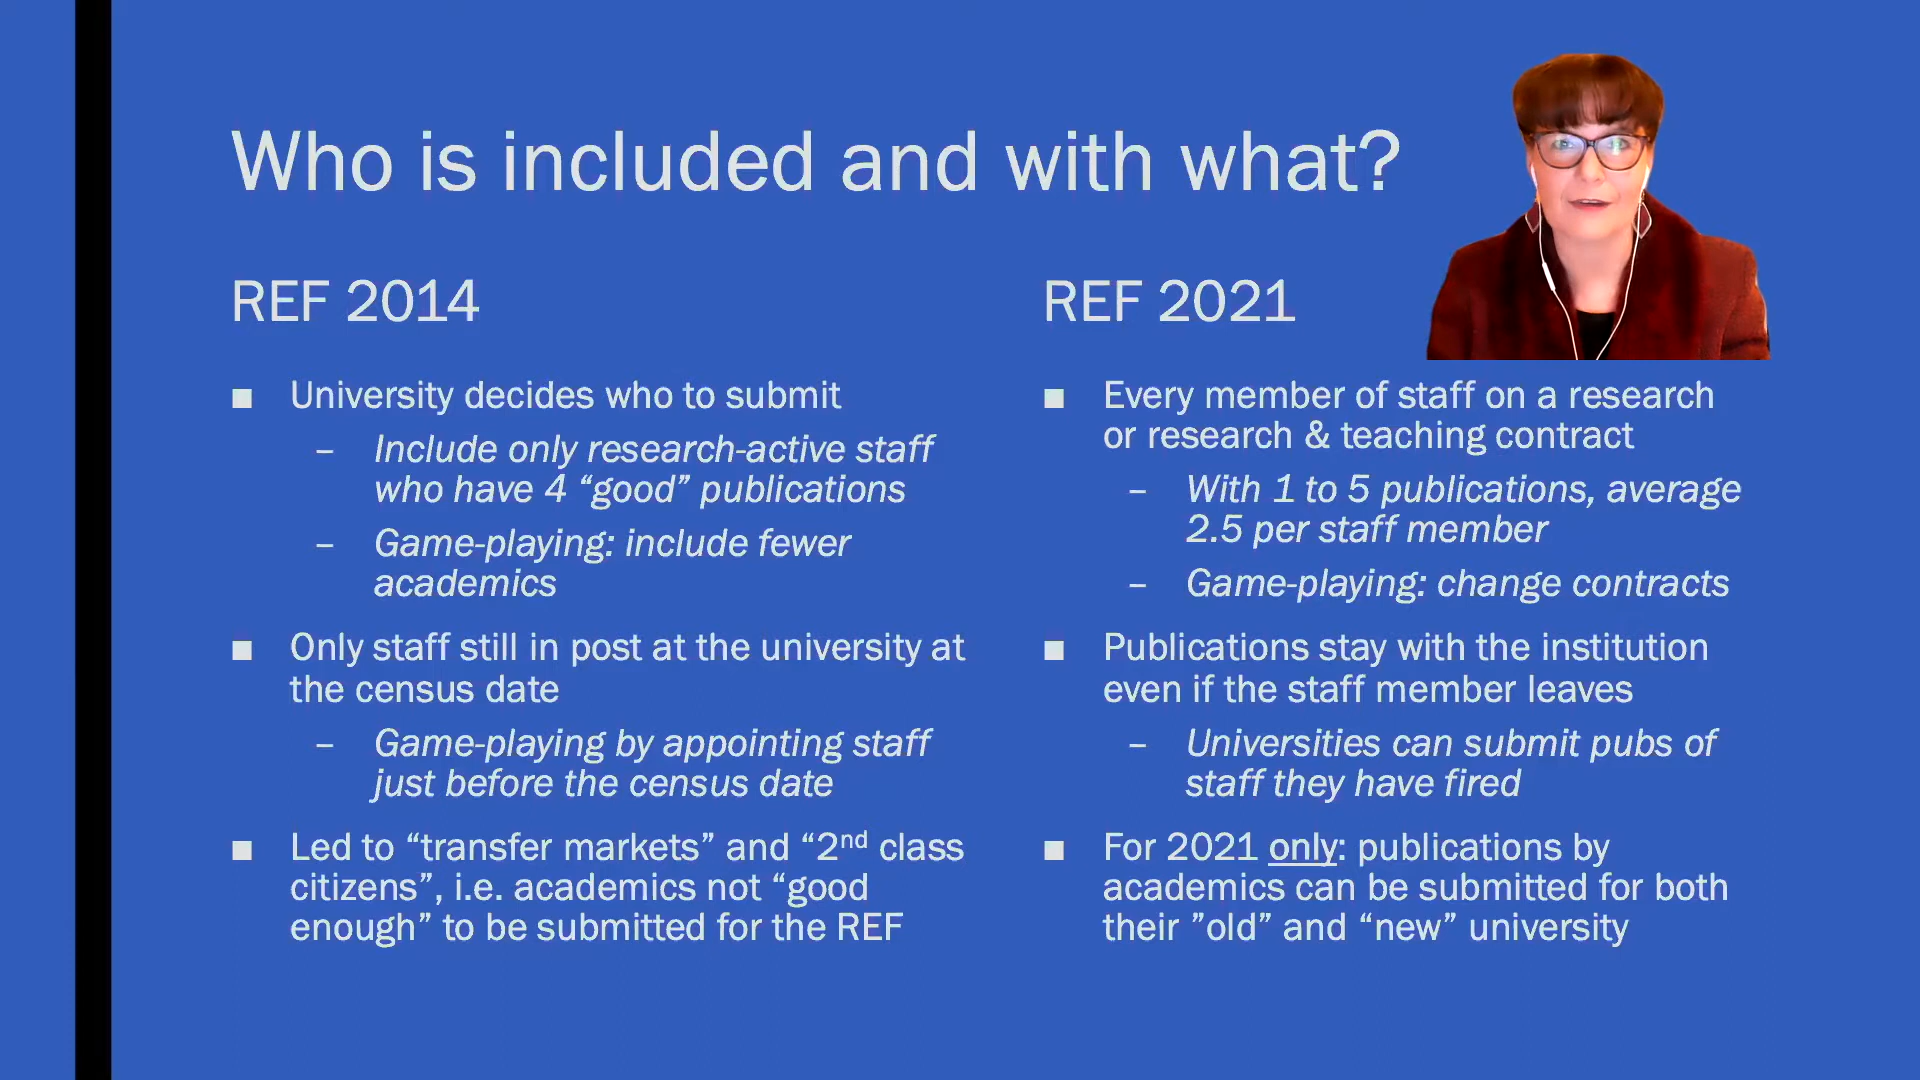 Who is included and with what?
REF 2014
■ University decides who to submit
– Include only research-active staff
who have 4 “good” publications
– Game-playing: include fewer
academics
■ Only staff still in post at the university at
the census date
– Game-playing by appointing staff
just before the census date
■ Led to “transfer markets” and “2nd class
citizens”, i.e. academics not “good
enough” to be submitted for the REF
REF 2021
■ Every member of staff on a research
or research & teaching contract
– With 1 to 5 publications, average
2.5 per staff member
– Game-playing: change contracts
■ Publications stay with the institution
even if the staff member leaves
– Universities can submit pubs of
staff they have fired
■ For 2021 only: publications by
academics can be submitted for both
their ”old” and “new” university